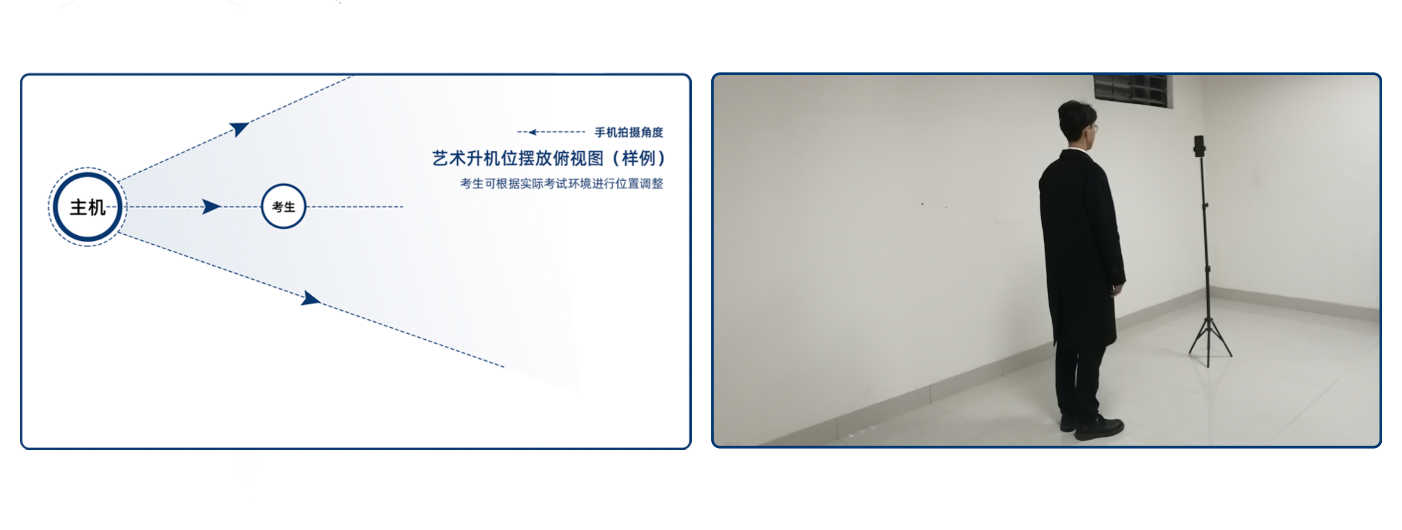 主机
考生
手机拍摄角度
艺术升机位摆放俯视图（样例）
考生可根据实际考试环境进行位置调整